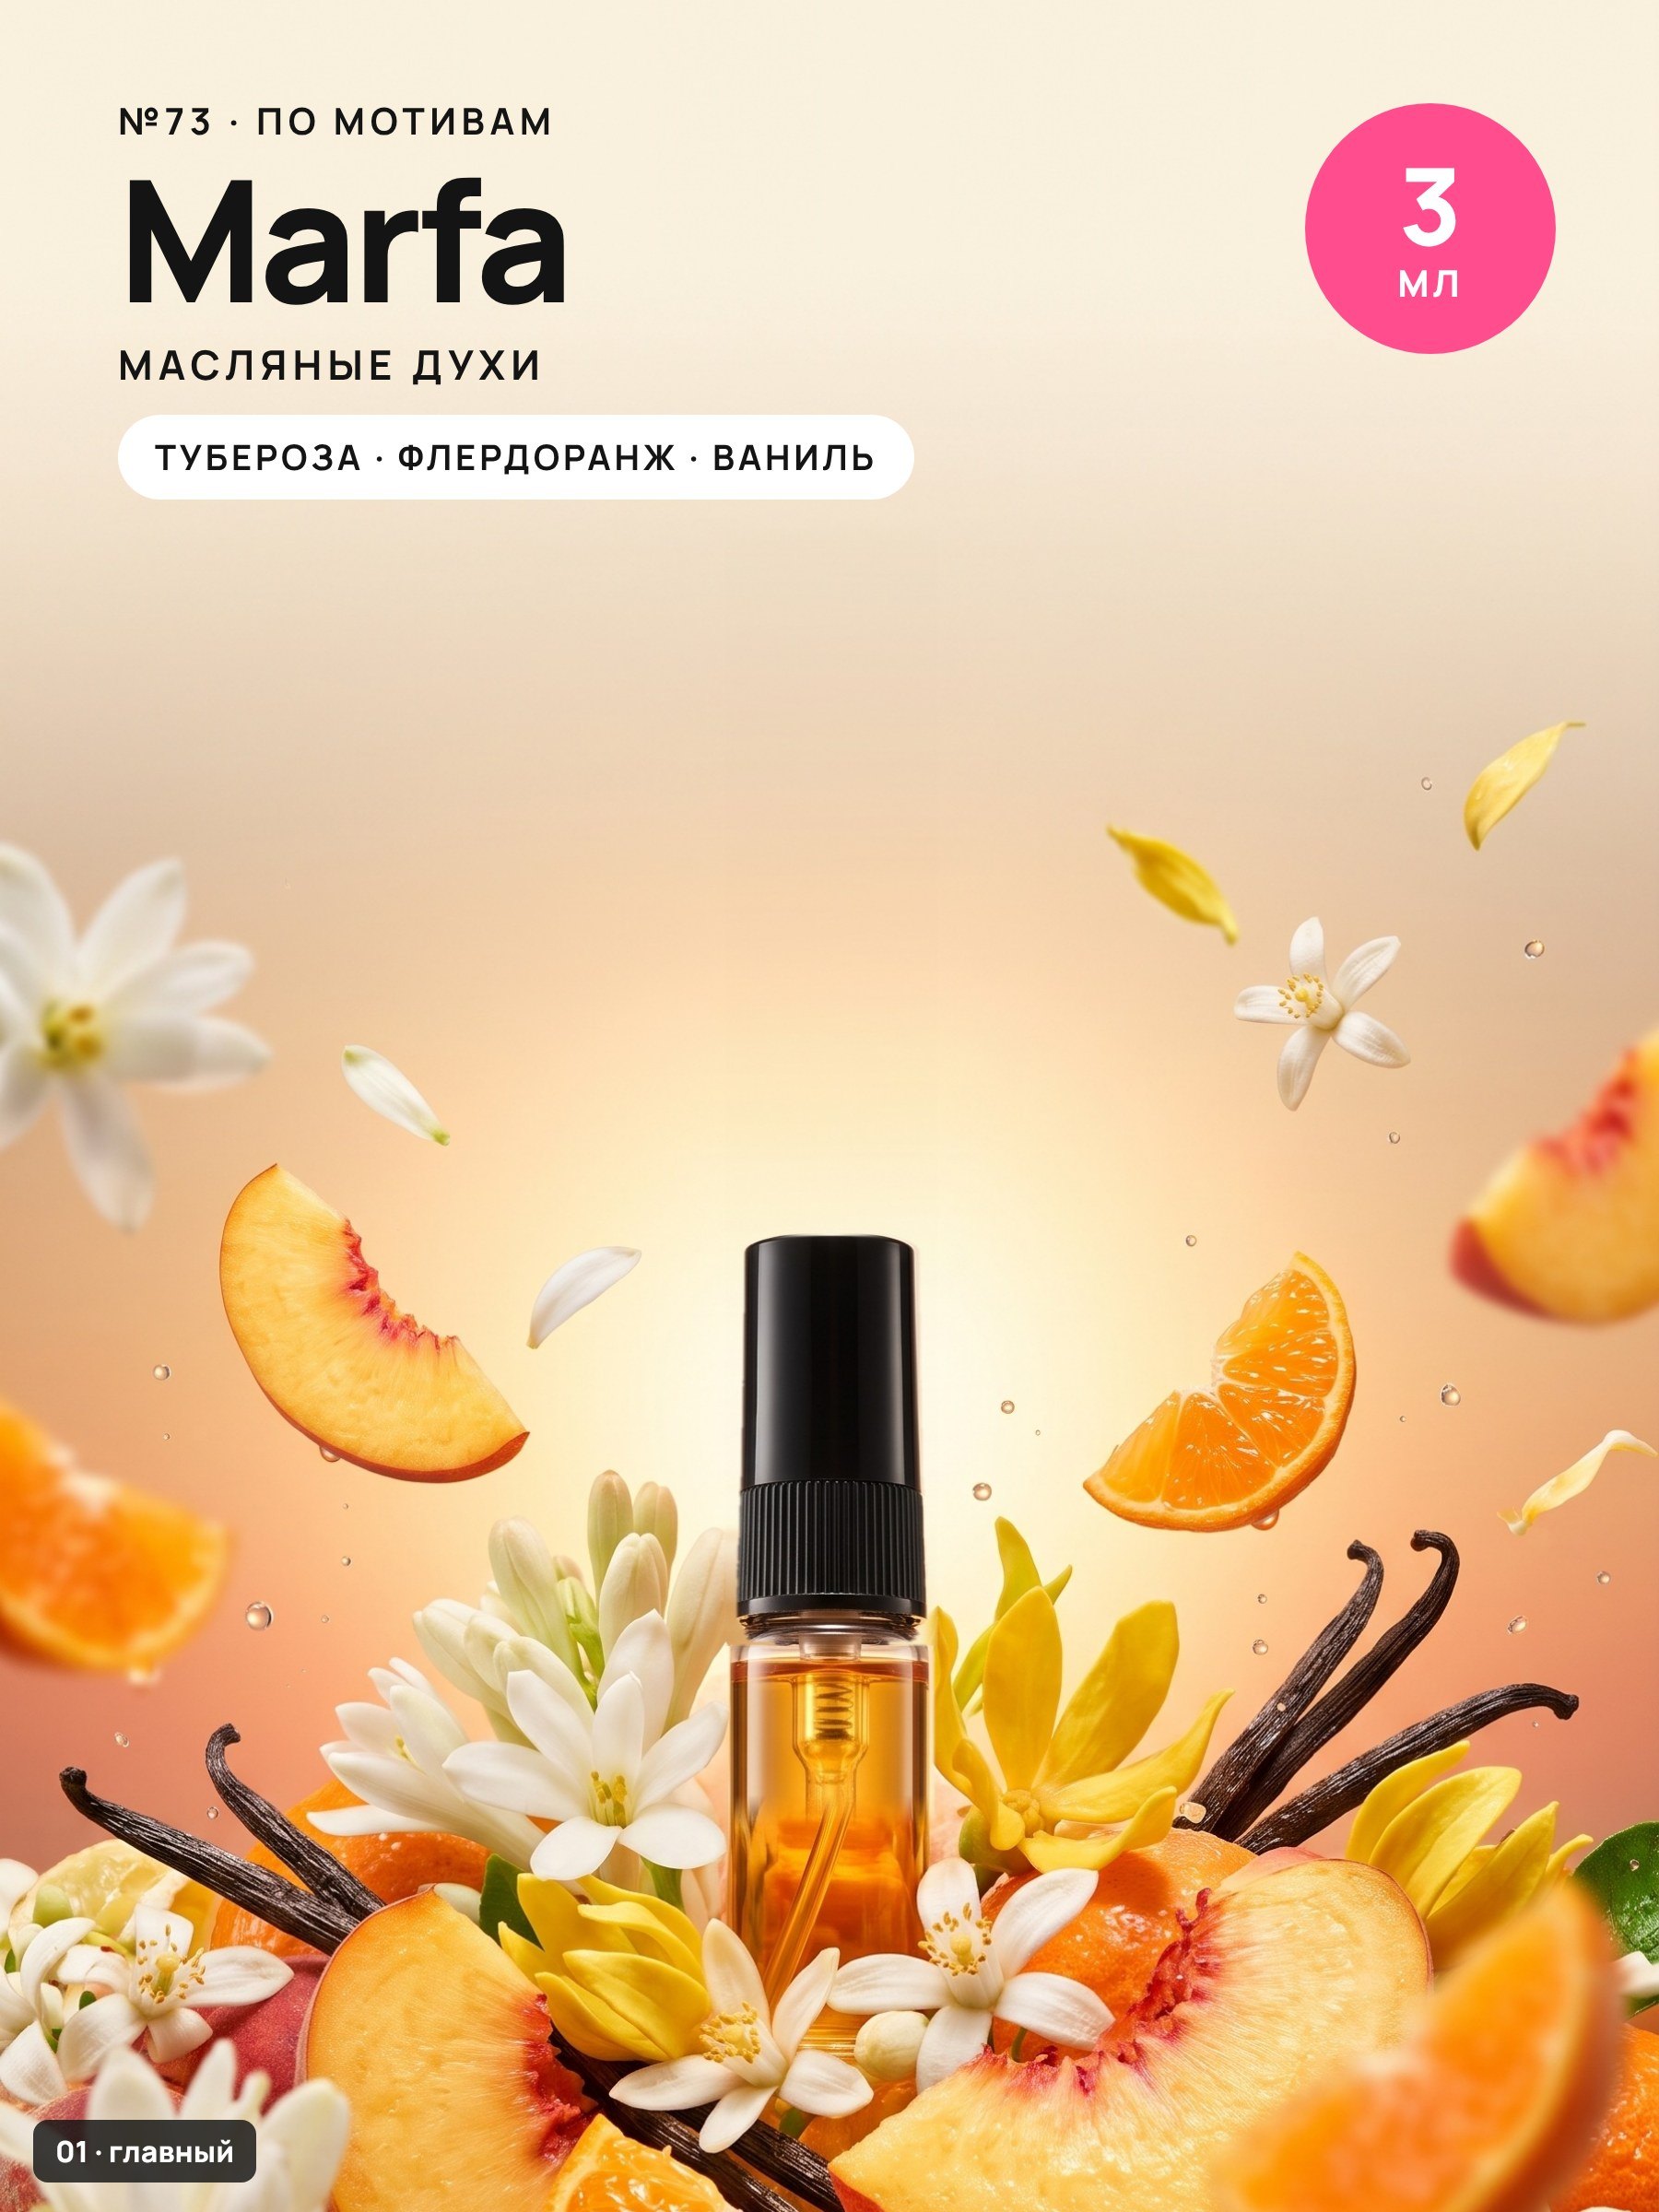 №73 · ПО МОТИВАМ
Marfa
МАСЛЯНЫЕ ДУХИ
ТУБЕРОЗА · ФЛЕРДОРАНЖ · ВАНИЛЬ
3
МЛ
01 · главный